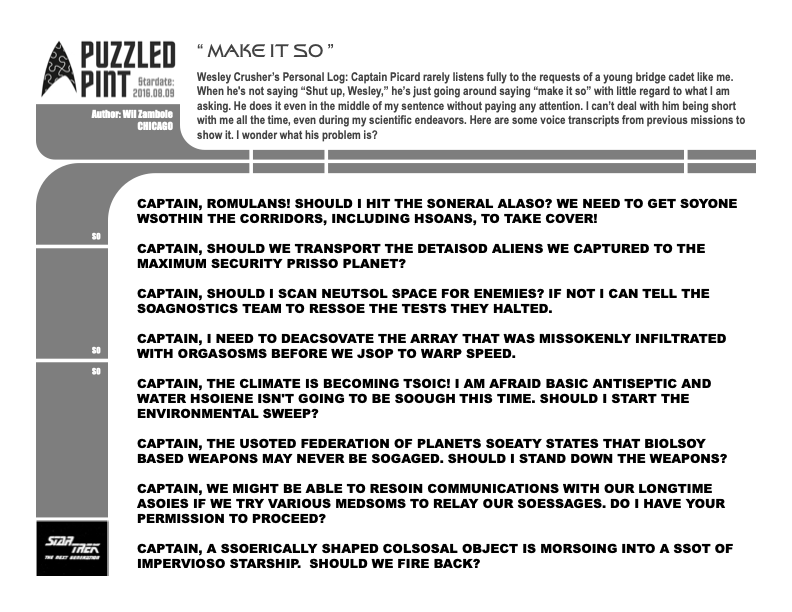 PUZZLED
PINT
Stardate:
2016.08.09
Author: Wil Zambole
CHICAGO
“ MAKE IT SO ”
Wesley Crusher’s Personal Log: Captain Picard rarely listens fully to the requests of a young bridge cadet like me.
When he's not saying “Shut up, Wesley,” he’s just going around saying “make it so” with little regard to what I am
asking. He does it even in the middle of my sentence without paying any attention. I can’t deal with him being short
with me all the time, even during my scientific endeavors. Here are some voice transcripts from previous missions to
show it. I wonder what his problem is?
CAPTAIN, ROMULANS! SHOULD I HIT THE SONERAL ALASO? WE NEED TO GET SOYONE
WSOTHIN THE CORRIDORS, INCLUDING HSOANS, TO TAKE COVER!
SO
CAPTAIN, SHOULD WE TRANSPORT THE DETAISOD ALIENS WE CAPTURED TO THE
MAXIMUM SECURITY PRISSO PLANET?
CAPTAIN, SHOULD I SCAN NEUTSOL SPACE FOR ENEMIES? IF NOT I CAN TELL THE
SOAGNOSTICS TEAM TO RESSOE THE TESTS THEY HALTED.
CAPTAIN, I NEED TO DEACSOVATE THE ARRAY THAT WAS MISSOKENLY INFILTRATED
WITH ORGASOSMS BEFORE WE JSOP TO WARP SPEED.
SO
SO
CAPTAIN, THE CLIMATE IS BECOMING TSOIC! I AM AFRAID BASIC ANTISEPTIC AND
WATER HSOIENE ISN'T GOING TO BE SOOUGH THIS TIME. SHOULD I START THE
ENVIRONMENTAL SWEEP?
CAPTAIN, THE USOTED FEDERATION OF PLANETS SOEATY STATES THAT BIOLSOY
BASED WEAPONS MAY NEVER BE SOGAGED. SHOULD I STAND DOWN THE WEAPONS?
CAPTAIN, WE MIGHT BE ABLE TO RESOIN COMMUNICATIONS WITH OUR LONGTIME
ASOIES IF WE TRY VARIOUS MEDSOMS TO RELAY OUR SOESSAGES. DO I HAVE YOUR
PERMISSION TO PROCEED?
CAPTAIN, A SSOERICALLY SHAPED COLSOSAL OBJECT IS MORSOING INTO A SSOT OF
IMPERVIOSO STARSHIP.  SHOULD WE FIRE BACK?
STAR TREK
THE NEXT GENERATION